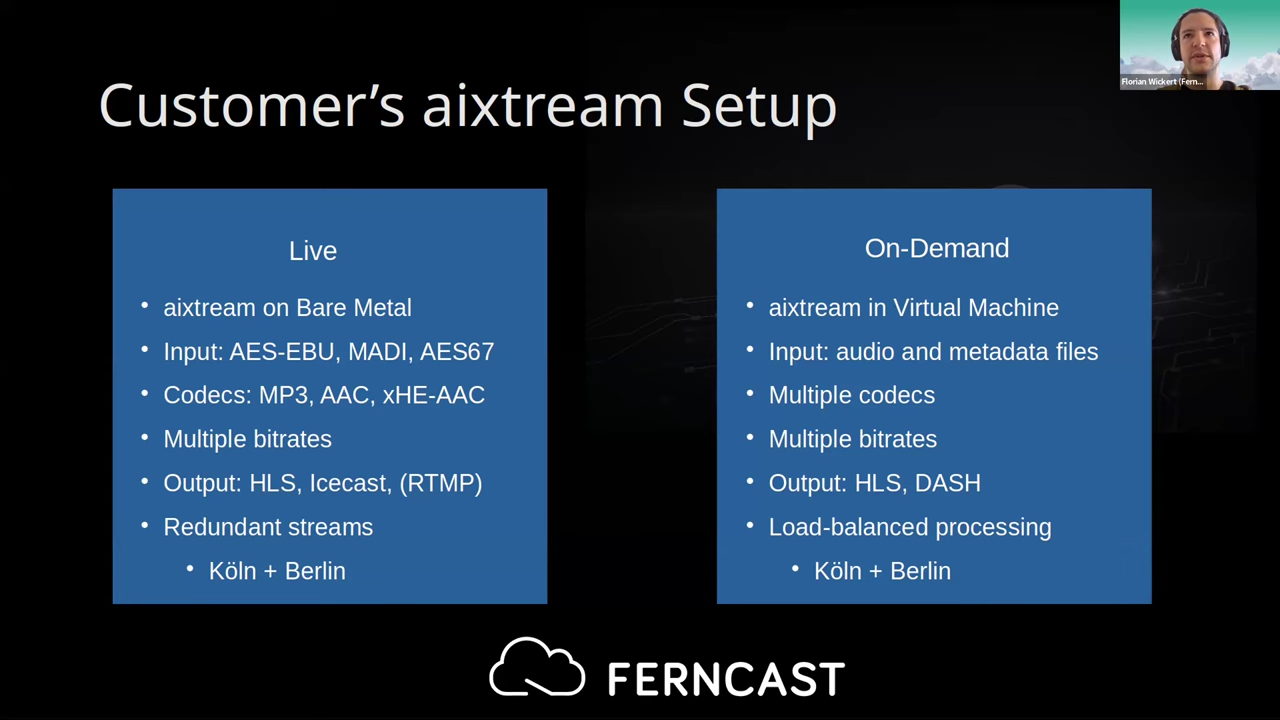 Florian Wickert (Fern...
Customer’s aixtream Setup
Live
• aixtream on Bare Metal
• Input: AES-EBU, MADI, AES67
• Codecs: MP3, AAC, xHE-AAC
• Multiple bitrates
• Output: HLS, Icecast, (RTMP)
• Redundant streams
• Köln + Berlin
On-Demand
• aixtream in Virtual Machine
• Input: audio and metadata files
• Multiple codecs
• Multiple bitrates
• Output: HLS, DASH
• Load-balanced processing
• Köln + Berlin
FERNCAST